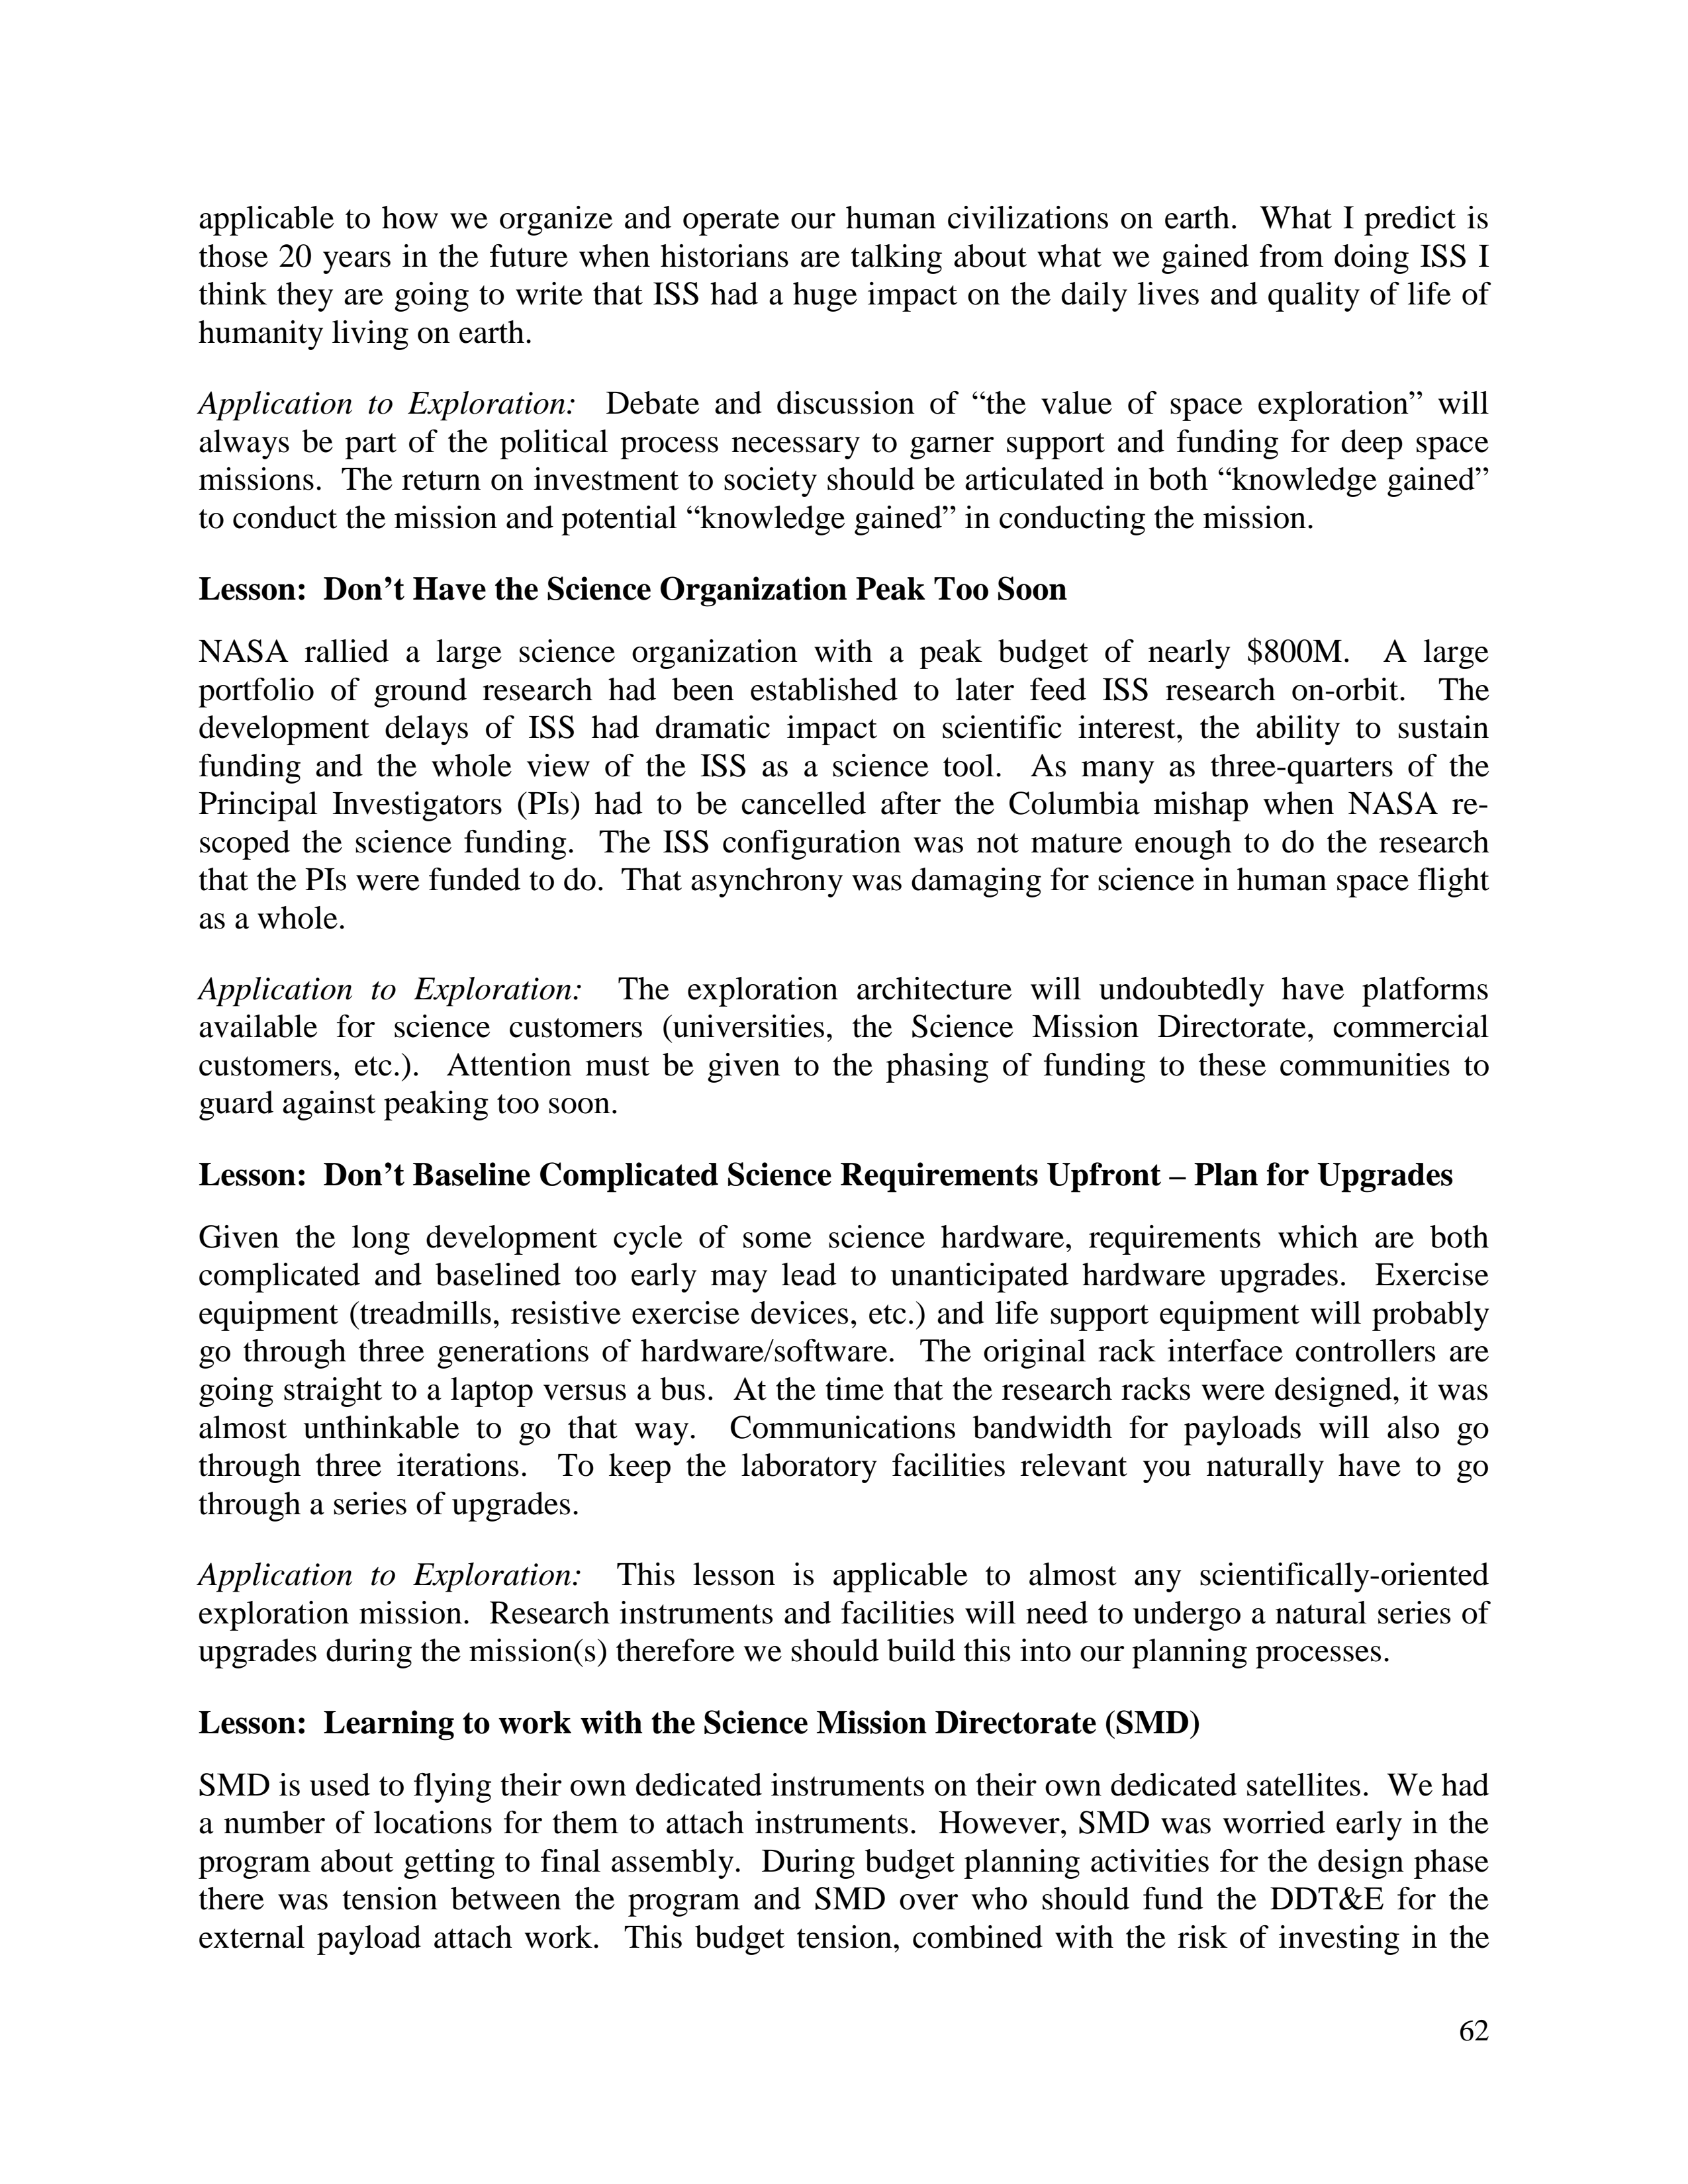 applicable to how we organize and operate our human civilizations on earth.  What I predict is
those 20 years in the future when historians are talking about what we gained from doing ISS I
think they are going to write that ISS had a huge impact on the daily lives and quality of life of
humanity living on earth.
Application to Exploration:  Debate and discussion of “the value of space exploration” will
always be part of the political process necessary to garner support and funding for deep space
missions.  The return on investment to society should be articulated in both “knowledge gained”
to conduct the mission and potential “knowledge gained” in conducting the mission.
Lesson:  Don’t Have the Science Organization Peak Too Soon
NASA rallied a large science organization with a peak budget of nearly $800M.  A large
portfolio of ground research had been established to later feed ISS research on-orbit.  The
development delays of ISS had dramatic impact on scientific interest, the ability to sustain
funding and the whole view of the ISS as a science tool.  As many as three-quarters of the
Principal Investigators (PIs) had to be cancelled after the Columbia mishap when NASA re-
scoped the science funding.  The ISS configuration was not mature enough to do the research
that the PIs were funded to do.  That asynchrony was damaging for science in human space flight
as a whole.
Application to Exploration:  The exploration architecture will undoubtedly have platforms
available for science customers (universities, the Science Mission Directorate, commercial
customers, etc.).  Attention must be given to the phasing of funding to these communities to
guard against peaking too soon.
Lesson:  Don’t Baseline Complicated Science Requirements Upfront – Plan for Upgrades
Given the long development cycle of some science hardware, requirements which are both
complicated and baselined too early may lead to unanticipated hardware upgrades.  Exercise
equipment (treadmills, resistive exercise devices, etc.) and life support equipment will probably
go through three generations of hardware/software.  The original rack interface controllers are
going straight to a laptop versus a bus.  At the time that the research racks were designed, it was
almost unthinkable to go that way.  Communications bandwidth for payloads will also go
through three iterations.  To keep the laboratory facilities relevant you naturally have to go
through a series of upgrades.
Application to Exploration:  This lesson is applicable to almost any scientifically-oriented
exploration mission.  Research instruments and facilities will need to undergo a natural series of
upgrades during the mission(s) therefore we should build this into our planning processes.
Lesson:  Learning to work with the Science Mission Directorate (SMD)
SMD is used to flying their own dedicated instruments on their own dedicated satellites.  We had
a number of locations for them to attach instruments.  However, SMD was worried early in the
program about getting to final assembly.  During budget planning activities for the design phase
there was tension between the program and SMD over who should fund the DDT&E for the
external payload attach work.  This budget tension, combined with the risk of investing in the
62